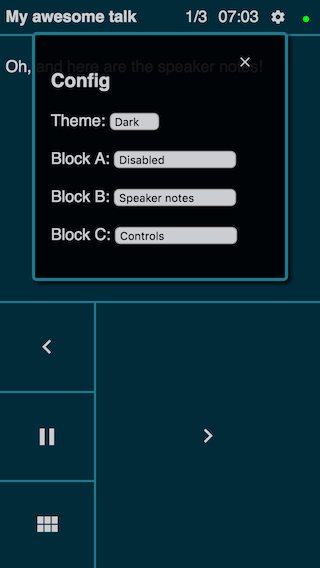 My awesome talk 1/3 07:03
Oh, and here are the speaker notes!
Config
Theme: Dark
Block A: Disabled
Block B: Speaker notes
Block C: Controls